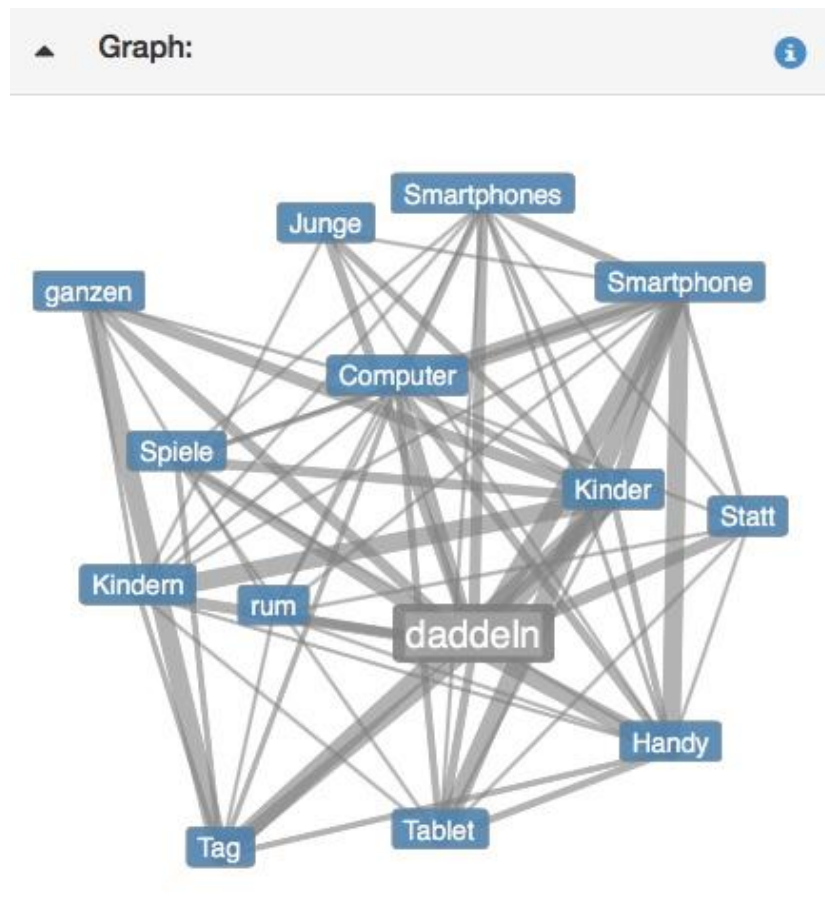 Graph:
Smartphones
Junge
Smartphone
ganzen
Computer
Spiele
Kinder
Statt
Kindern
rum
daddeln
Handy
Tablet
Tag